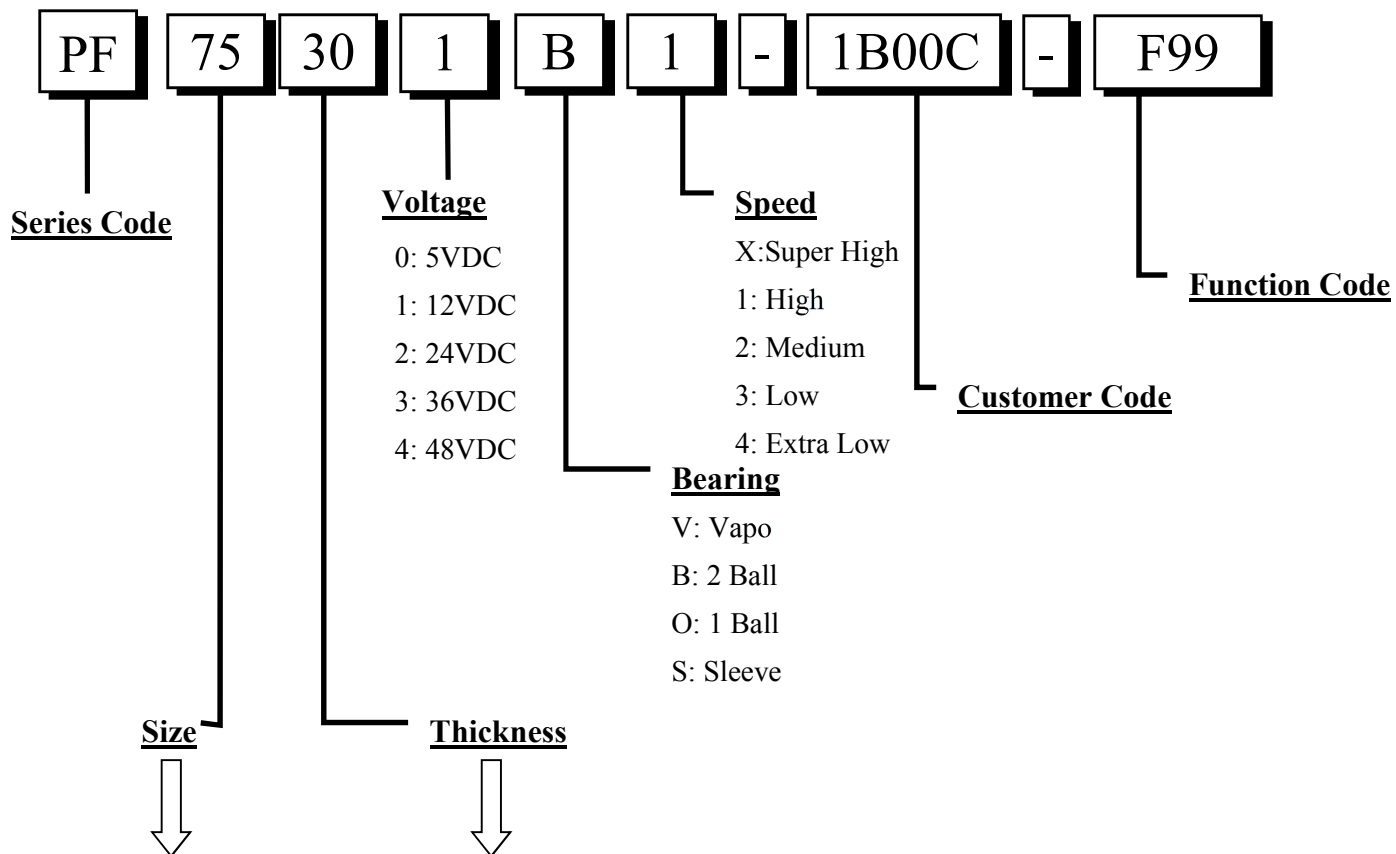 PF 75 30 1 B 1 - 1B00C - F99
Series Code
Voltage
0: 5VDC
1: 12VDC
2: 24VDC
3: 36VDC
4: 48VDC
Speed
X:Super High
1: High
2: Medium
3: Low
4: Extra Low
Function Code
Customer Code
Bearing
V: Vapo
B: 2 Ball
O: 1 Ball
S: Sleeve
Size
Thickness